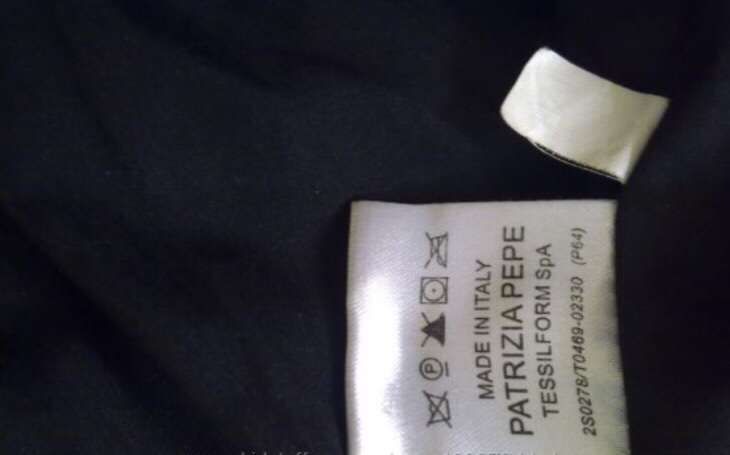 MADE IN ITALY
PATRIZIA PEPE
TESSILFORM SpA
2S0278/T0469-02330 (P64)
P